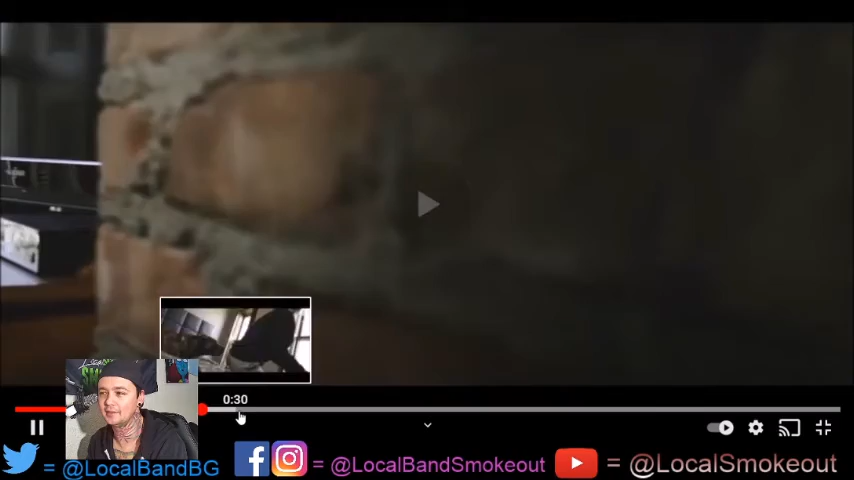 0:30
= @LocalBandBG
= @LocalBandSmokeout
= @LocalSmokeout